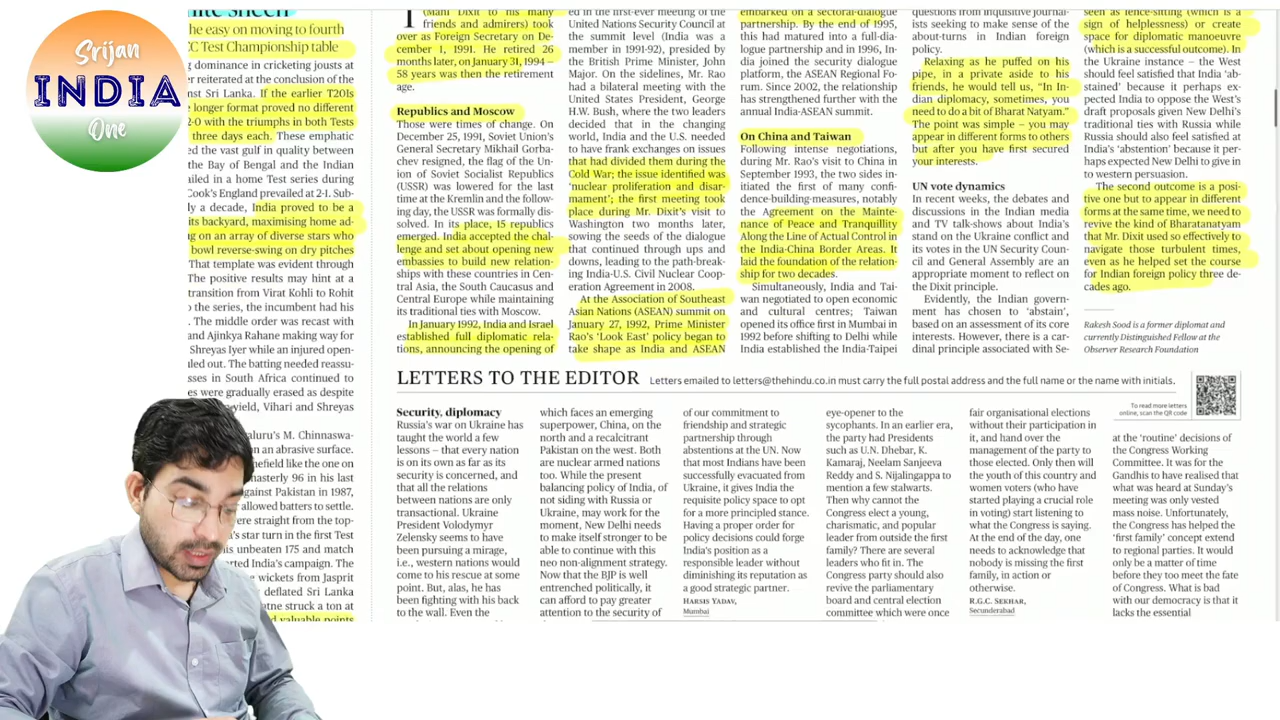 Srijan
INDIA
One
he easy on moving to fourth
C Test Championship table
g dominance in cricketing jousts at
r reiterated at the conclusion of the
nst Sri Lanka. If the earlier T20Is
longer format proved no different
2-0 with the triumphs in both Tests
three days each. These emphatic
ed the vast gulf in quality between
the Bay of Bengal and the Indian
ailed in a home Test series during
Cook's England prevailed at 2-1. Sub-
ly a decade, India proved to be a
its backyard, maximising home ad-
ng on an array of diverse stars who
bowl reverse-swing on dry pitches
That template was evident through
The positive results may hint at a
transition from Virat Kohli to Rohit
o the series, the incumbent had his
The middle order was recast with
and Ajinkya Rahane making way for
Shreyas Iyer while an injured open-
led out. The batting needed reassu-
sses in South Africa continued to
es were gradually erased as despite
yield, Vihari and Shreyas
aluru's M. Chinnaswa-
an an abrasive surface.
nefield like the one on
masterly 96 in his last
against Pakistan in 1987,
allowed batters to settle.
ere straight from the top-
's star turn in the first Test
is unbeaten 175 and match
orted India's campaign. The
wickets from Jasprit
deflated Sri Lanka
atne struck a ton at
d valuable points
(Mani Dixit to his many
friends and admirers) took
over as Foreign Secretary on De-
cember 1, 1991. He retired 26
months later, on January 31, 1994 –
58 years was then the retirement
age.
Republics and Moscow
Those were times of change. On
December 25, 1991, Soviet Union's
General Secretary Mikhail Gorba-
chev resigned, the flag of the Un-
ion of Soviet Socialist Republics
(USSR) was lowered for the last
time at the Kremlin and the follow-
ing day, the USSR was formally dis-
solved. In its place, 15 republics
emerged. India accepted the chal-
lenge and set about opening new
embassies to build new relation-
ships with these countries in Cen-
tral Asia, the South Caucasus and
Central Europe while maintaining
its traditional ties with Moscow.
In January 1992, India and Israel
established full diplomatic rela-
tions, announcing the opening of
ed in the first-ever meeting of the
United Nations Security Council at
the summit level (India was a
member in 1991-92), presided by
the British Prime Minister, John
Major. On the sidelines, Mr. Rao
had a bilateral meeting with the
United States President, George
H.W. Bush, where the two leaders
decided that in the changing
world, India and the U.S. needed
to have frank exchanges on issues
that had divided them during the
Cold War; the issue identified was
'nuclear proliferation and disar-
mament'; the first meeting took
place during Mr. Dixit's visit to
Washington two months later,
sowing the seeds of the dialogue
that continued through ups and
downs, leading to the path-break-
ing India-U.S. Civil Nuclear Coop-
eration Agreement in 2008.
At the Association of Southeast
Asian Nations (ASEAN) summit on
January 27, 1992, Prime Minister
Rao's 'Look East' policy began to
take shape as India and ASEAN
embarked on a sectoral-dialogue
partnership. By the end of 1995,
this had matured into a full-dia-
logue partnership and in 1996, In-
dia joined the security dialogue
platform, the ASEAN Regional Fo-
rum. Since 2002, the relationship
has strengthened further with the
annual India-ASEAN summit.
On China and Taiwan
Following intense negotiations,
during Mr. Rao's visit to China in
September 1993, the two sides in-
itiated the first of many confi-
dence-building-measures, notably
the Agreement on the Mainte-
nance of Peace and Tranquility
Along the Line of Actual Control in
the India-China Border Areas. It
laid the foundation of the relation-
ship for two decades.
Simultaneously, India and Tai-
wan negotiated to open economic
and cultural centres; Taiwan
opened its office first in Mumbai in
1992 before shifting to Delhi while
India established the India-Taipei
questions from inquisitive journal-
ists seeking to make sense of the
about-turns in Indian foreign
policy.
Relaxing as he puffed on his
pipe, in a private aside to his
friends, he would tell us, "In In-
dian diplomacy, sometimes, you
need to do a bit of Bharat Natyam."
The point was simple – you may
appear in different forms to others
but after you have first secured
your interests.
UN vote dynamics
In recent weeks, the debates and
discussions in the Indian media
and TV talk-shows about India's
stand on the Ukraine conflict and
its votes in the UN Security Coun-
cil and General Assembly are an
appropriate moment to reflect on
the Dixit principle.
Evidently, the Indian govern-
ment has chosen to 'abstain',
based on an assessment of its core
interests. However, there is a car-
dinal principle associated with Se-
seen as fence-sitting (which is a
sign of helplessness) or create
space for diplomatic manoeuvre
(which is a successful outcome). In
the Ukraine instance – the West
should feel satisfied that India 'ab-
stained' because it perhaps ex-
pected India to oppose the West's
draft proposals given New Delhi's
traditional ties with Russia while
Russia should also feel satisfied at
India's 'abstention' because it per-
haps expected New Delhi to give in
to western persuasion.
The second outcome is a posi-
tive one but to appear in different
forms at the same time, we need to
revive the kind of Bharatanatyam
that Mr. Dixit used so effectively to
navigate those turbulent times,
even as he helped set the course
for Indian foreign policy three de-
cades ago.
Rakesh Sood is a former diplomat and
currently Distinguished Fellow at the
Observer Research Foundation
LETTERS TO THE EDITOR
Letters emailed to letters@thehindu.co.in must carry the full postal address and the full name or the name with initials.
To read more letters
online, scan the QR code
Security, diplomacy
Russia's war on Ukraine has
taught the world a few
lessons – that every nation
is on its own as far as its
security is concerned, and
that all the relations
between nations are only
transactional. Ukraine
President Volodymyr
Zelensky seems to have
been pursuing a mirage,
i.e., western nations would
come to his rescue at some
point. But, alas, he has
been fighting with his back
to the wall. Even the
which faces an emerging
superpower, China, on the
north and a recalcitrant
Pakistan on the west. Both
are nuclear armed nations
too. While the present
balancing policy of India, of
not siding with Russia or
Ukraine, may work for the
moment, New Delhi needs
to make itself stronger to be
able to continue with this
neo non-alignment strategy.
Now that the BJP is well
entrenched politically, it
can afford to pay greater
attention to the security of
of our commitment to
friendship and strategic
partnership through
abstentions at the UN. Now
that most Indians have been
successfully evacuated from
Ukraine, it gives India the
requisite policy space to opt
for a more principled stance.
Having a proper order for
policy decisions could forge
India's position as a
responsible leader without
diminishing its reputation as
a good strategic partner.
HARSIS YADAV,
Mumbai
eye-opener to the
sycophants. In an earlier era,
the party had Presidents
such as U.N. Dhebar, K.
Kamaraj, Neelam Sanjeeva
Reddy and S. Nijalingappa to
mention a few stalwarts.
Then why cannot the
Congress elect a young,
charismatic, and popular
leader from outside the first
family? There are several
leaders who fit in. The
Congress party should also
revive the parliamentary
board and central election
committee which were once
fair organisational elections
without their participation in
it, and hand over the
management of the party to
those elected. Only then will
the youth of this country and
women voters (who have
started playing a crucial role
in voting) start listening to
what the Congress is saying.
At the end of the day, one
needs to acknowledge that
nobody is missing the first
family, in action or
otherwise.
R.G.C. SEKHAR,
Secunderabad
at the 'routine' decisions of
the Congress Working
Committee. It was for the
Gandhis to have realised that
what was heard at Sunday's
meeting was only vested
mass noise. Unfortunately,
the Congress has helped the
'first family' concept extend
to regional parties. It would
only be a matter of time
before they too meet the fate
of Congress. What is bad
with our democracy is that it
lacks the essential